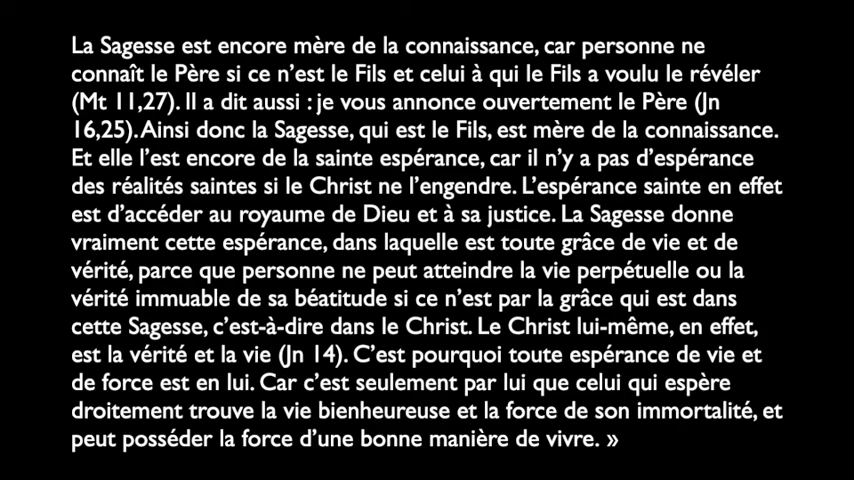 La Sagesse est encore mère de la connaissance, car personne ne
connaît le Père si ce n’est le Fils et celui à qui le Fils a voulu le révéler
(Mt 11,27). Il a dit aussi : je vous annonce ouvertement le Père (Jn
16,25). Ainsi donc la Sagesse, qui est le Fils, est mère de la connaissance.
Et elle l’est encore de la sainte espérance, car il n’y a pas d’espérance
des réalités saintes si le Christ ne l’engendre. L’espérance sainte en effet
est d’accéder au royaume de Dieu et à sa justice. La Sagesse donne
vraiment cette espérance, dans laquelle est toute grâce de vie et de
vérité, parce que personne ne peut atteindre la vie perpétuelle ou la
vérité immuable de sa béatitude si ce n’est par la grâce qui est dans
cette Sagesse, c’est-à-dire dans le Christ. Le Christ lui-même, en effet,
est la vérité et la vie (Jn 14). C’est pourquoi toute espérance de vie et
de force est en lui. Car c’est seulement par lui que celui qui espère
droitement trouve la vie bienheureuse et la force de son immortalité, et
peut posséder la force d’une bonne manière de vivre. »